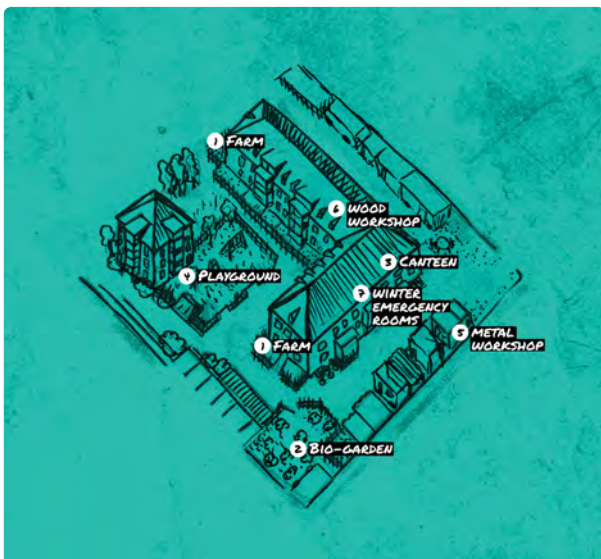 1 FARM
6 WOOD
WORKSHOP
3 CANTEEN
4 PLAYGROUND
7 WINTER
EMERGENCY
ROOMS
1 FARM
5 METAL
WORKSHOP
2 BIO-GARDEN